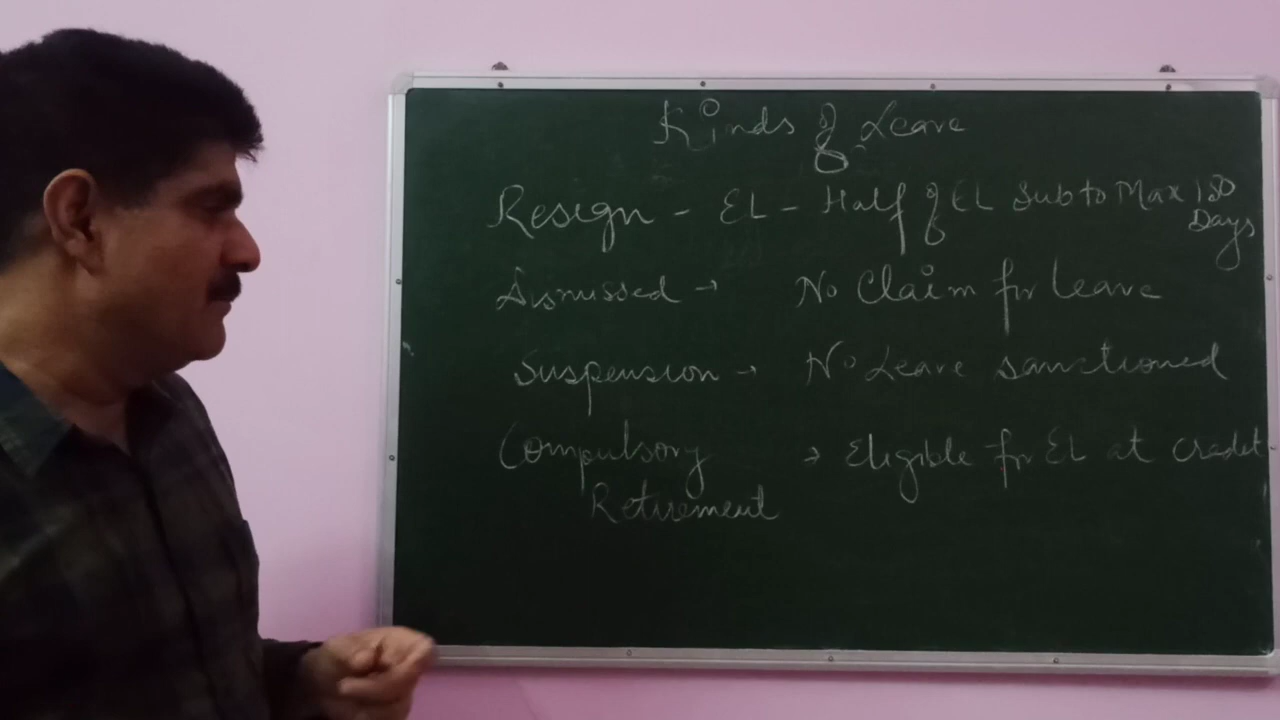 Kinds of Leave
Resign - EL - Half of EL Sub to Max 150
Days
Dismissed → No Claim for Leave
Suspension → No Leave sanctioned
Compulsory → Eligible for EL at credit
Retirement